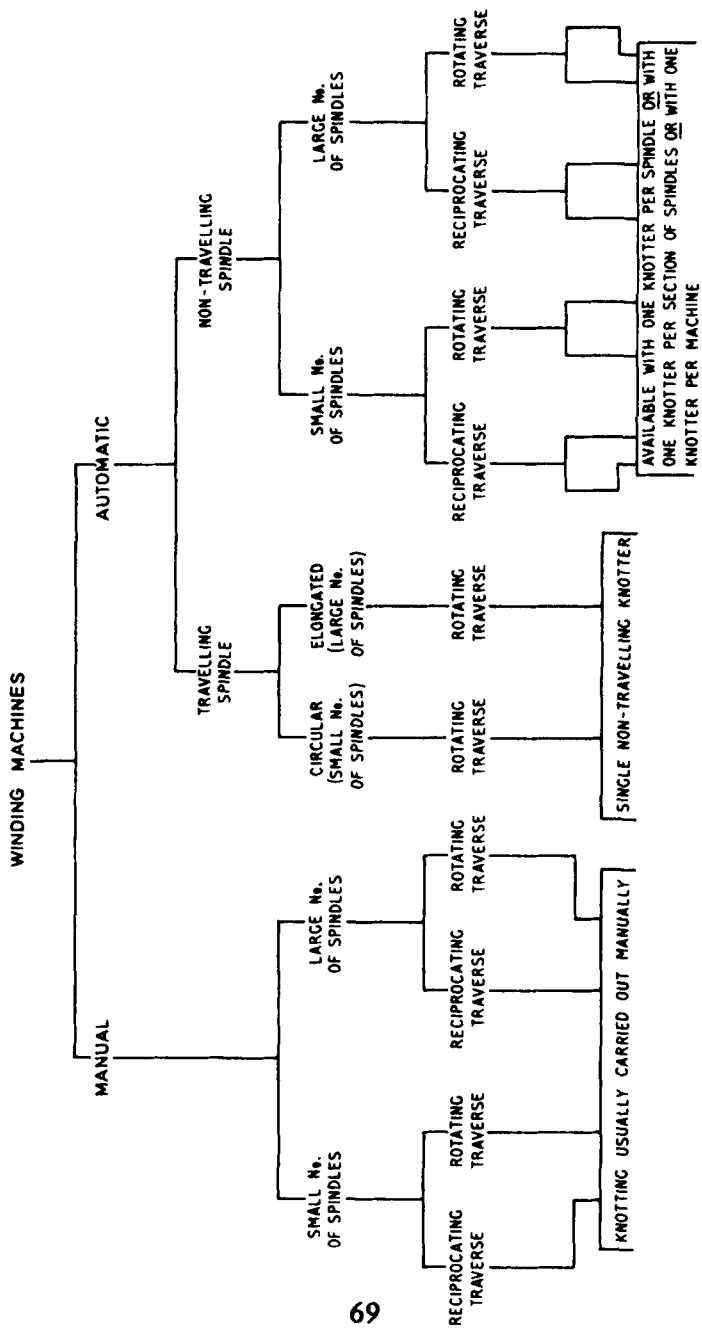 WINDING MACHINES
MANUAL
AUTOMATIC
TRAVELLING
SPINDLE
NON-TRAVELLING
SPINDLE
SMALL No.
OF SPINDLES
LARGE No.
OF SPINDLES
CIRCULAR
(SMALL No.
OF SPINDLES)
ELONGATED
(LARGE No.
OF SPINDLES)
SMALL No.
OF SPINDLES
LARGE No.
OF SPINDLES
RECIPROCATING
TRAVERSE
ROTATING
TRAVERSE
RECIPROCATING
TRAVERSE
ROTATING
TRAVERSE
ROTATING
TRAVERSE
ROTATING
TRAVERSE
RECIPROCATING
TRAVERSE
ROTATING
TRAVERSE
RECIPROCATING
TRAVERSE
ROTATING
TRAVERSE
KNOTTING USUALLY CARRIED OUT MANUALLY
SINGLE NON-TRAVELLING KNOTTER
AVAILABLE WITH ONE KNOTTER PER SPINDLE OR WITH
ONE KNOTTER PER SECTION OF SPINDLES OR WITH ONE
KNOTTER PER MACHINE
69